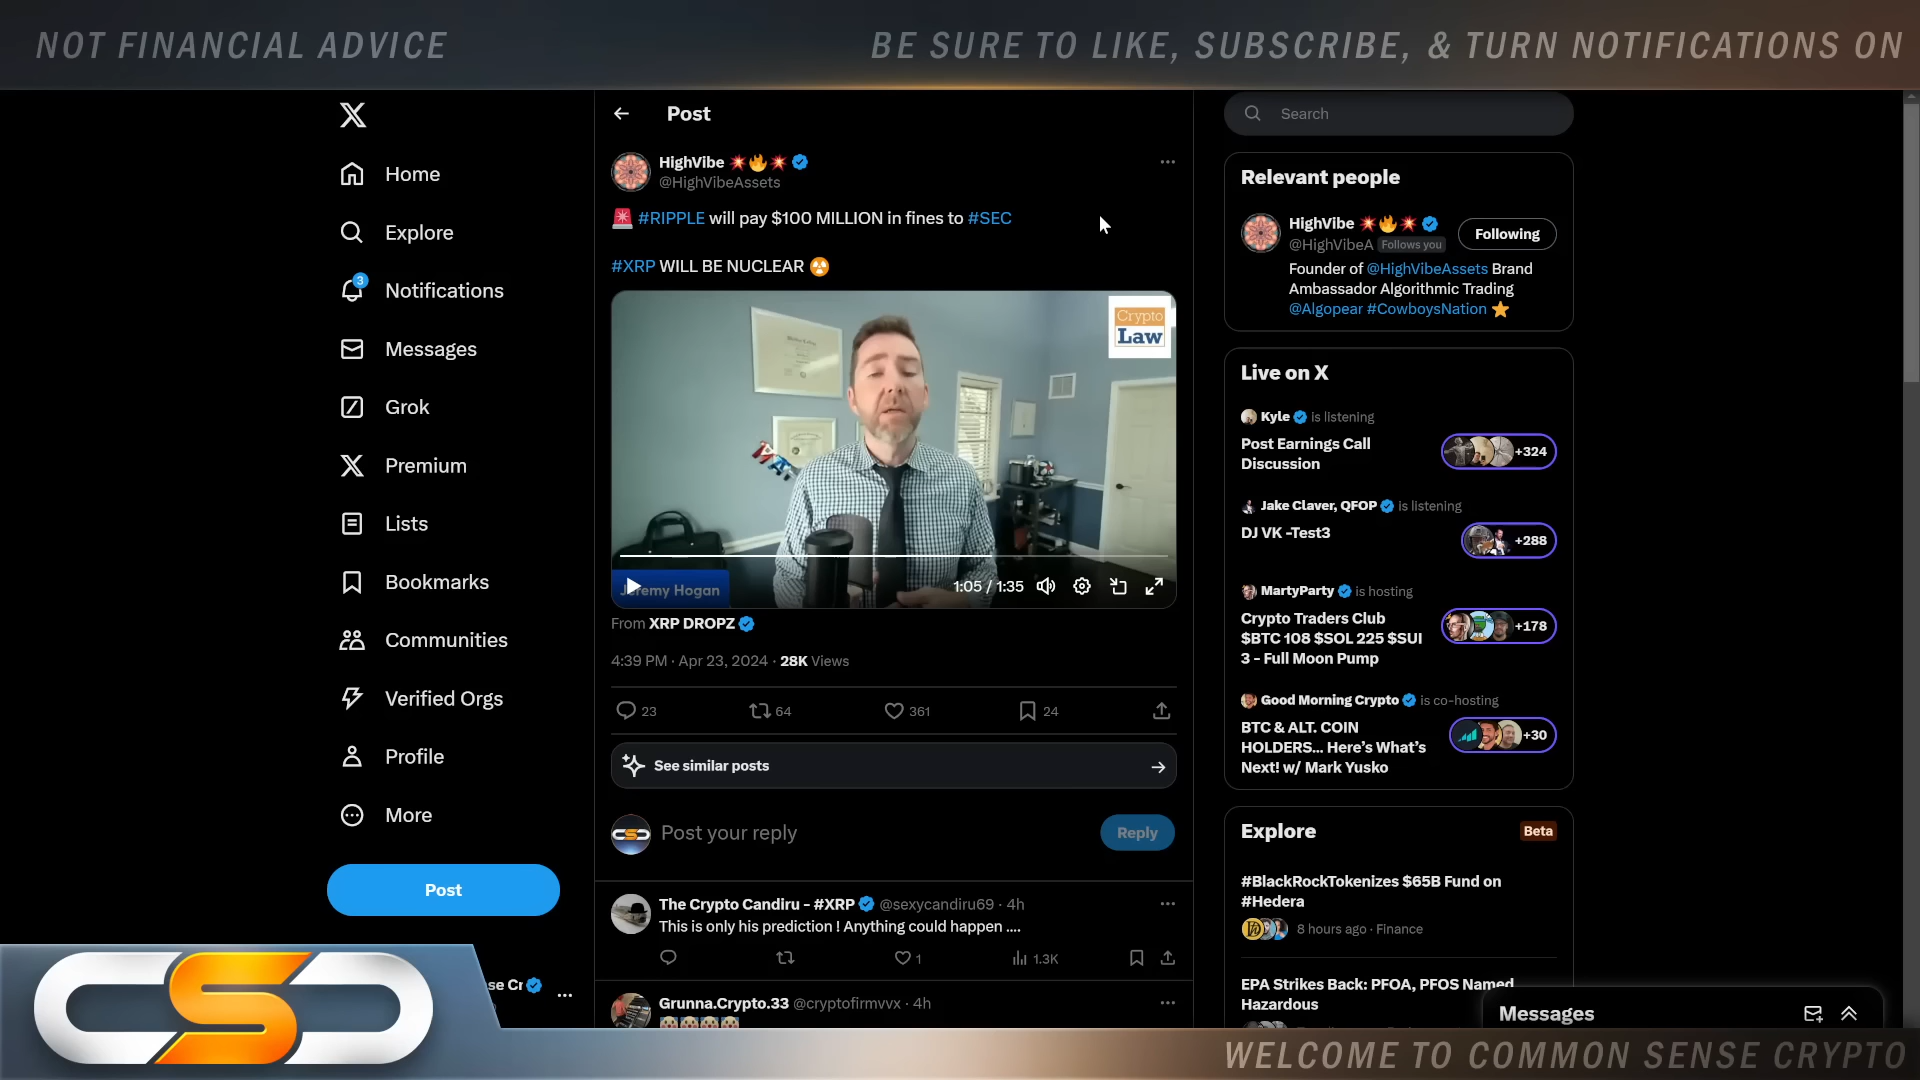 NOT FINANCIAL ADVICE
BE SURE TO LIKE, SUBSCRIBE, & TURN NOTIFICATIONS ON
Home
Explore
3
Notifications
Messages
Grok
Premium
Lists
Bookmarks
Communities
Verified Orgs
Profile
More
Post
se Cr
Post
HighVibe
@HighVibeAssets
#RIPPLE will pay $100 MILLION in fines to #SEC
#XRP WILL BE NUCLEAR
Crypto
Law
Jeremy Hogan
1:05 / 1:35
From XRP DROPZ
4:39 PM · Apr 23, 2024 · 28K Views
23
64
361
24
See similar posts
Post your reply
Reply
The Crypto Candiru - #XRP @sexycandiru69 · 4h
This is only his prediction ! Anything could happen ....
1
1.3K
Grunna.Crypto.33 @cryptofirmvvx · 4h
Search
Relevant people
HighVibe
@HighVibeA Follows you
Following
Founder of @HighVibeAssets Brand
Ambassador Algorithmic Trading
@Algopear #CowboysNation
Live on X
Kyle is listening
Post Earnings Call
Discussion
+324
Jake Claver, QFOP is listening
DJ VK -Test3
+288
MartyParty is hosting
Crypto Traders Club
$BTC 108 $SOL 225 $SUI
3 - Full Moon Pump
+178
Good Morning Crypto is co-hosting
BTC & ALT. COIN
HOLDERS... Here's What's
Next! w/ Mark Yusko
+30
Explore
Beta
#BlackRockTokenizes $65B Fund on
#Hedera
8 hours ago · Finance
EPA Strikes Back: PFOA, PFOS Named
Hazardous
Messages
CSC
WELCOME TO COMMON SENSE CRYPTO